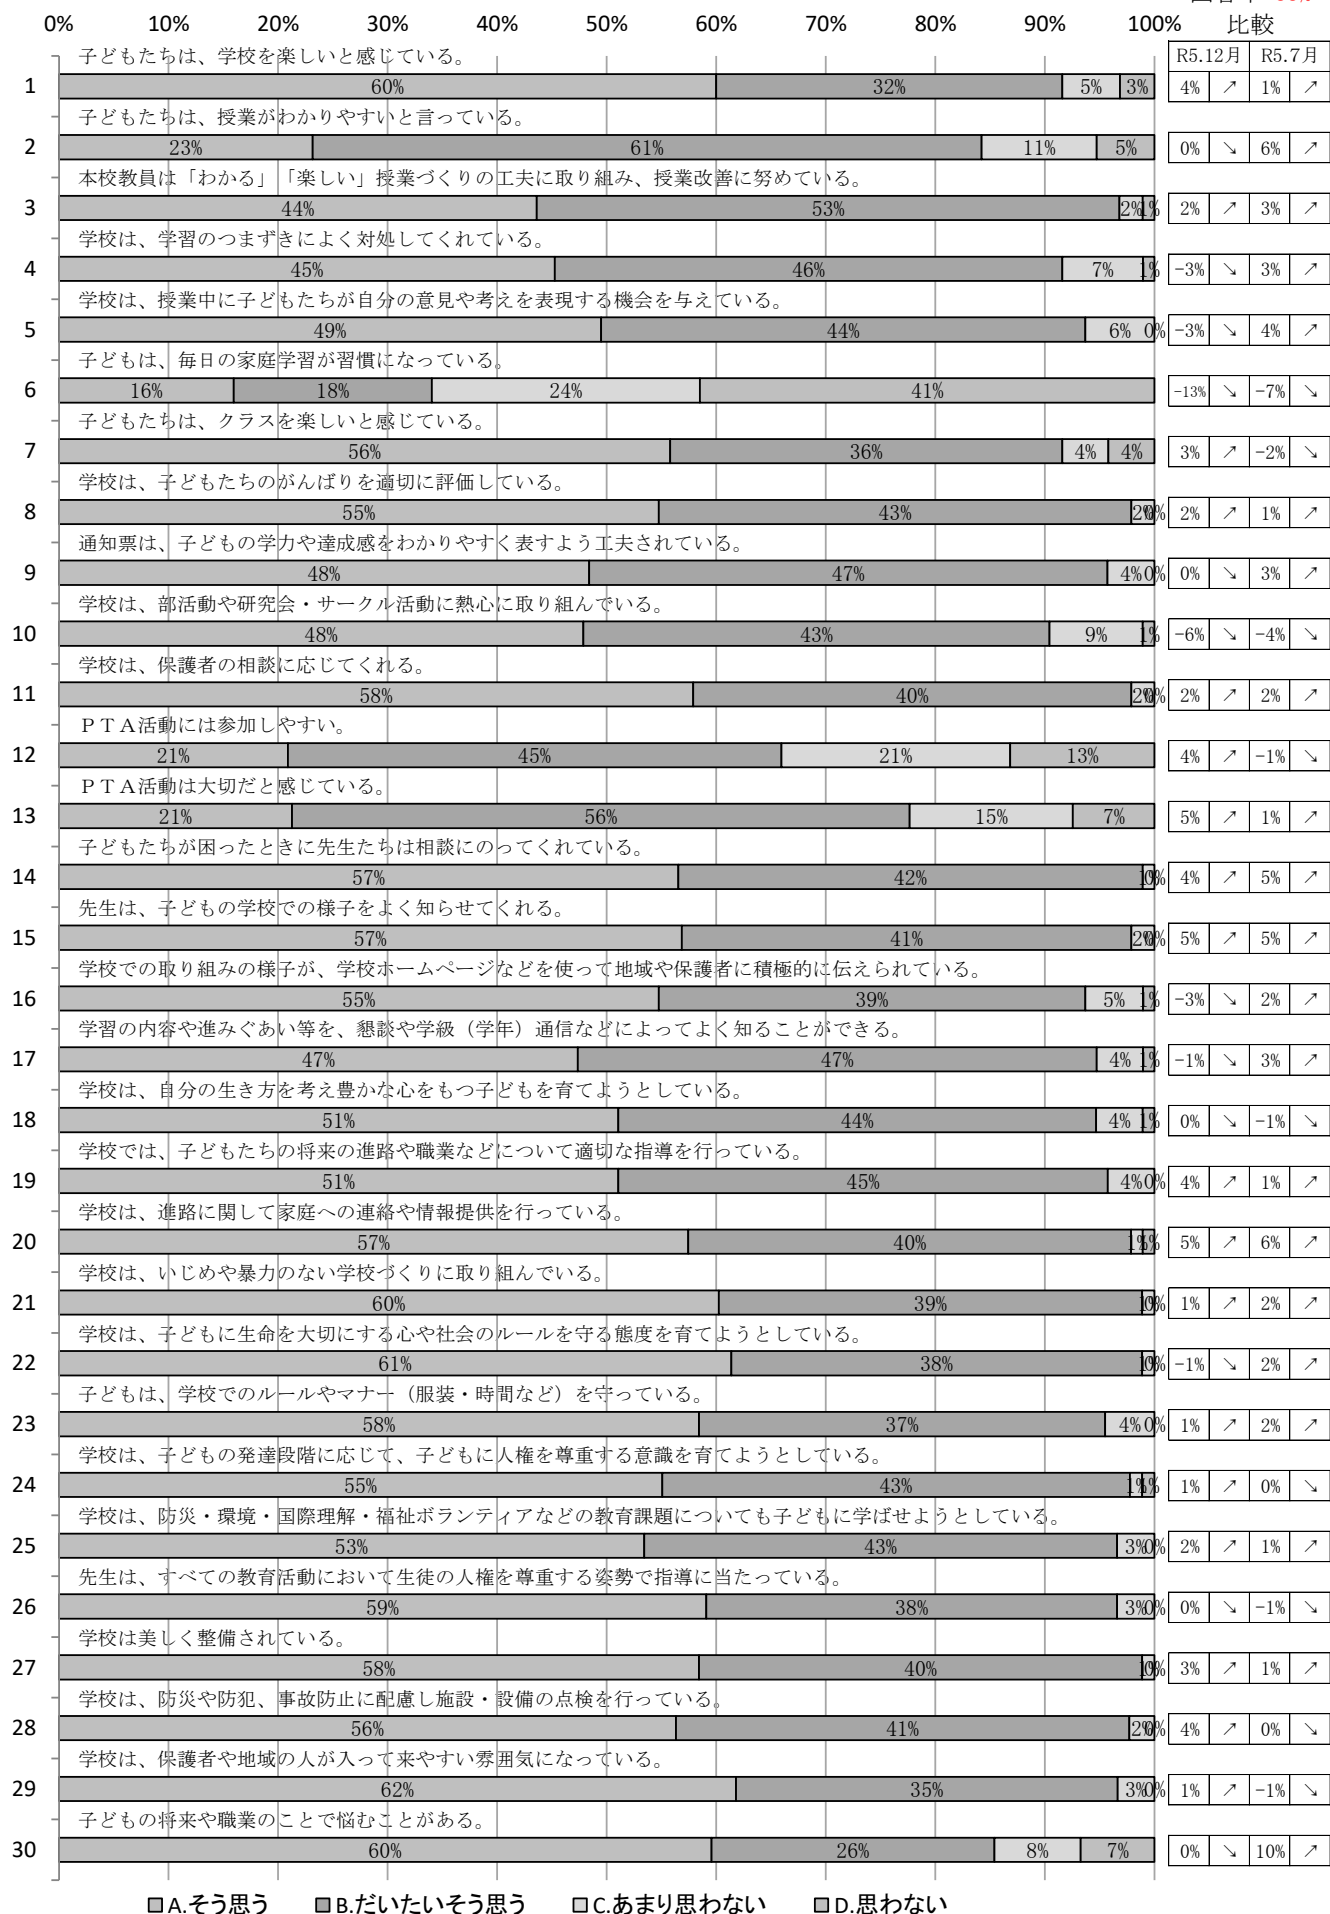 0% 10% 20% 30% 40% 50% 60% 70% 80% 90% 100% 比較
R5.12月 R5.7月
子どもたちは、学校を楽しいと感じている。
1 60% 32% 5% 3% 4% ↗ 1% ↗
子どもたちは、授業がわかりやすいと言っている。
2 23% 61% 11% 5% 0% ↘ 6% ↗
本校教員は「わかる」「楽しい」授業づくりの工夫に取り組み、授業改善に努めている。
3 44% 53% 2% 1% 2% ↗ 3% ↗
学校は、学習のつまずきによく対処してくれている。
4 45% 46% 7% 1% -3% ↘ 3% ↗
学校は、授業中に子どもたちが自分の意見や考えを表現する機会を与えている。
5 49% 44% 6% 0% -3% ↘ 4% ↗
子どもは、毎日の家庭学習が習慣になっている。
6 16% 18% 24% 41% -13% ↘ -7% ↘
子どもたちは、クラスを楽しいと感じている。
7 56% 36% 4% 4% 3% ↗ -2% ↘
学校は、子どもたちのがんばりを適切に評価している。
8 55% 43% 2% 0% 2% ↗ 1% ↗
通知票は、子どもの学力や達成感をわかりやすく表すよう工夫されている。
9 48% 47% 4% 0% 0% ↘ 3% ↗
学校は、部活動や研究会・サークル活動に熱心に取り組んでいる。
10 48% 43% 9% 1% -6% ↘ -4% ↘
学校は、保護者の相談に応じてくれる。
11 58% 40% 2% 0% 2% ↗ 2% ↗
ＰＴＡ活動には参加しやすい。
12 21% 45% 21% 13% 4% ↗ -1% ↘
ＰＴＡ活動は大切だと感じている。
13 21% 56% 15% 7% 5% ↗ 1% ↗
子どもたちが困ったときに先生たちは相談にのってくれている。
14 57% 42% 1% 0% 4% ↗ 5% ↗
先生は、子どもの学校での様子をよく知らせてくれる。
15 57% 41% 2% 0% 5% ↗ 5% ↗
学校での取り組みの様子が、学校ホームページなどを使って地域や保護者に積極的に伝えられている。
16 55% 39% 5% 1% -3% ↘ 2% ↗
学習の内容や進みぐあい等を、懇談や学級（学年）通信などによってよく知ることができる。
17 47% 47% 4% 1% -1% ↘ 3% ↗
学校は、自分の生き方を考え豊かな心をもつ子どもを育てようとしている。
18 51% 44% 4% 1% 0% ↘ -1% ↘
学校では、子どもたちの将来の進路や職業などについて適切な指導を行っている。
19 51% 45% 4% 0% 4% ↗ 1% ↗
学校は、進路に関して家庭への連絡や情報提供を行っている。
20 57% 40% 1% 1% 5% ↗ 6% ↗
学校は、いじめや暴力のない学校づくりに取り組んでいる。
21 60% 39% 1% 0% 1% ↗ 2% ↗
学校は、子どもに生命を大切にする心や社会のルールを守る態度を育てようとしている。
22 61% 38% 1% 0% -1% ↘ 2% ↗
子どもは、学校でのルールやマナー（服装・時間など）を守っている。
23 58% 37% 4% 0% 1% ↗ 2% ↗
学校は、子どもの発達段階に応じて、子どもに人権を尊重する意識を育てようとしている。
24 55% 43% 1% 1% 1% ↗ 0% ↘
学校は、防災・環境・国際理解・福祉ボランティアなどの教育課題についても子どもに学ばせようとしている。
25 53% 43% 3% 0% 2% ↗ 1% ↗
先生は、すべての教育活動において生徒の人権を尊重する姿勢で指導に当たっている。
26 59% 38% 3% 0% 0% ↘ -1% ↘
学校は美しく整備されている。
27 58% 40% 1% 0% 3% ↗ 1% ↗
学校は、防災や防犯、事故防止に配慮し施設・設備の点検を行っている。
28 56% 41% 2% 0% 4% ↗ 0% ↘
学校は、保護者や地域の人が入って来やすい雰囲気になっている。
29 62% 35% 3% 0% 1% ↗ -1% ↘
子どもの将来や職業のことで悩むことがある。
30 60% 26% 8% 7% 0% ↘ 10% ↗
A.そう思う B.だいたいそう思う C.あまり思わない D.思わない